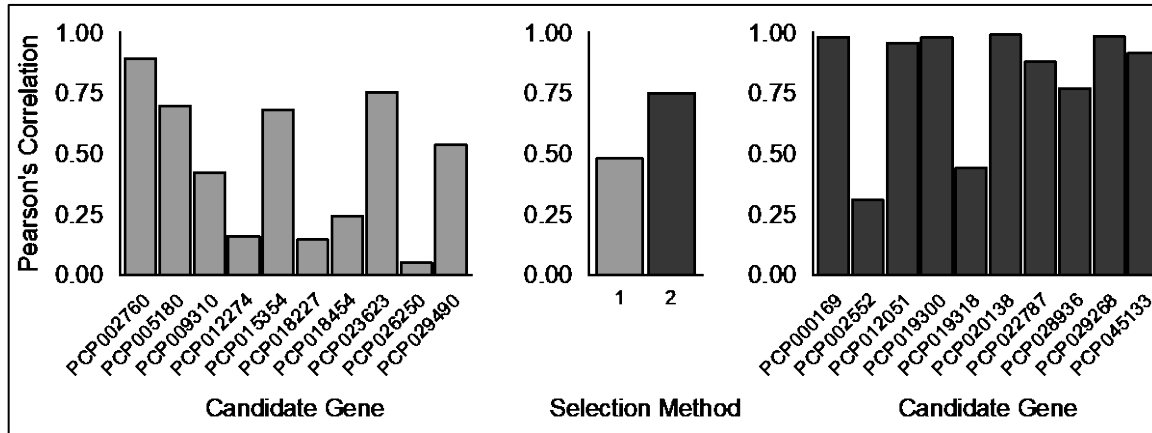 Pearson's Correlation
1.00
0.75
0.50
0.25
0.00
PCP002760
PCP005180
PCP009310
PCP012274
PCP015354
PCP018227
PCP018454
PCP023623
PCP026250
PCP029490
Candidate Gene
1.00
0.75
0.50
0.25
0.00
1
2
Selection Method
1.00
0.75
0.50
0.25
0.00
PCP000169
PCP002552
PCP012051
PCP019300
PCP019318
PCP020138
PCP022787
PCP028936
PCP029268
PCP045133
Candidate Gene